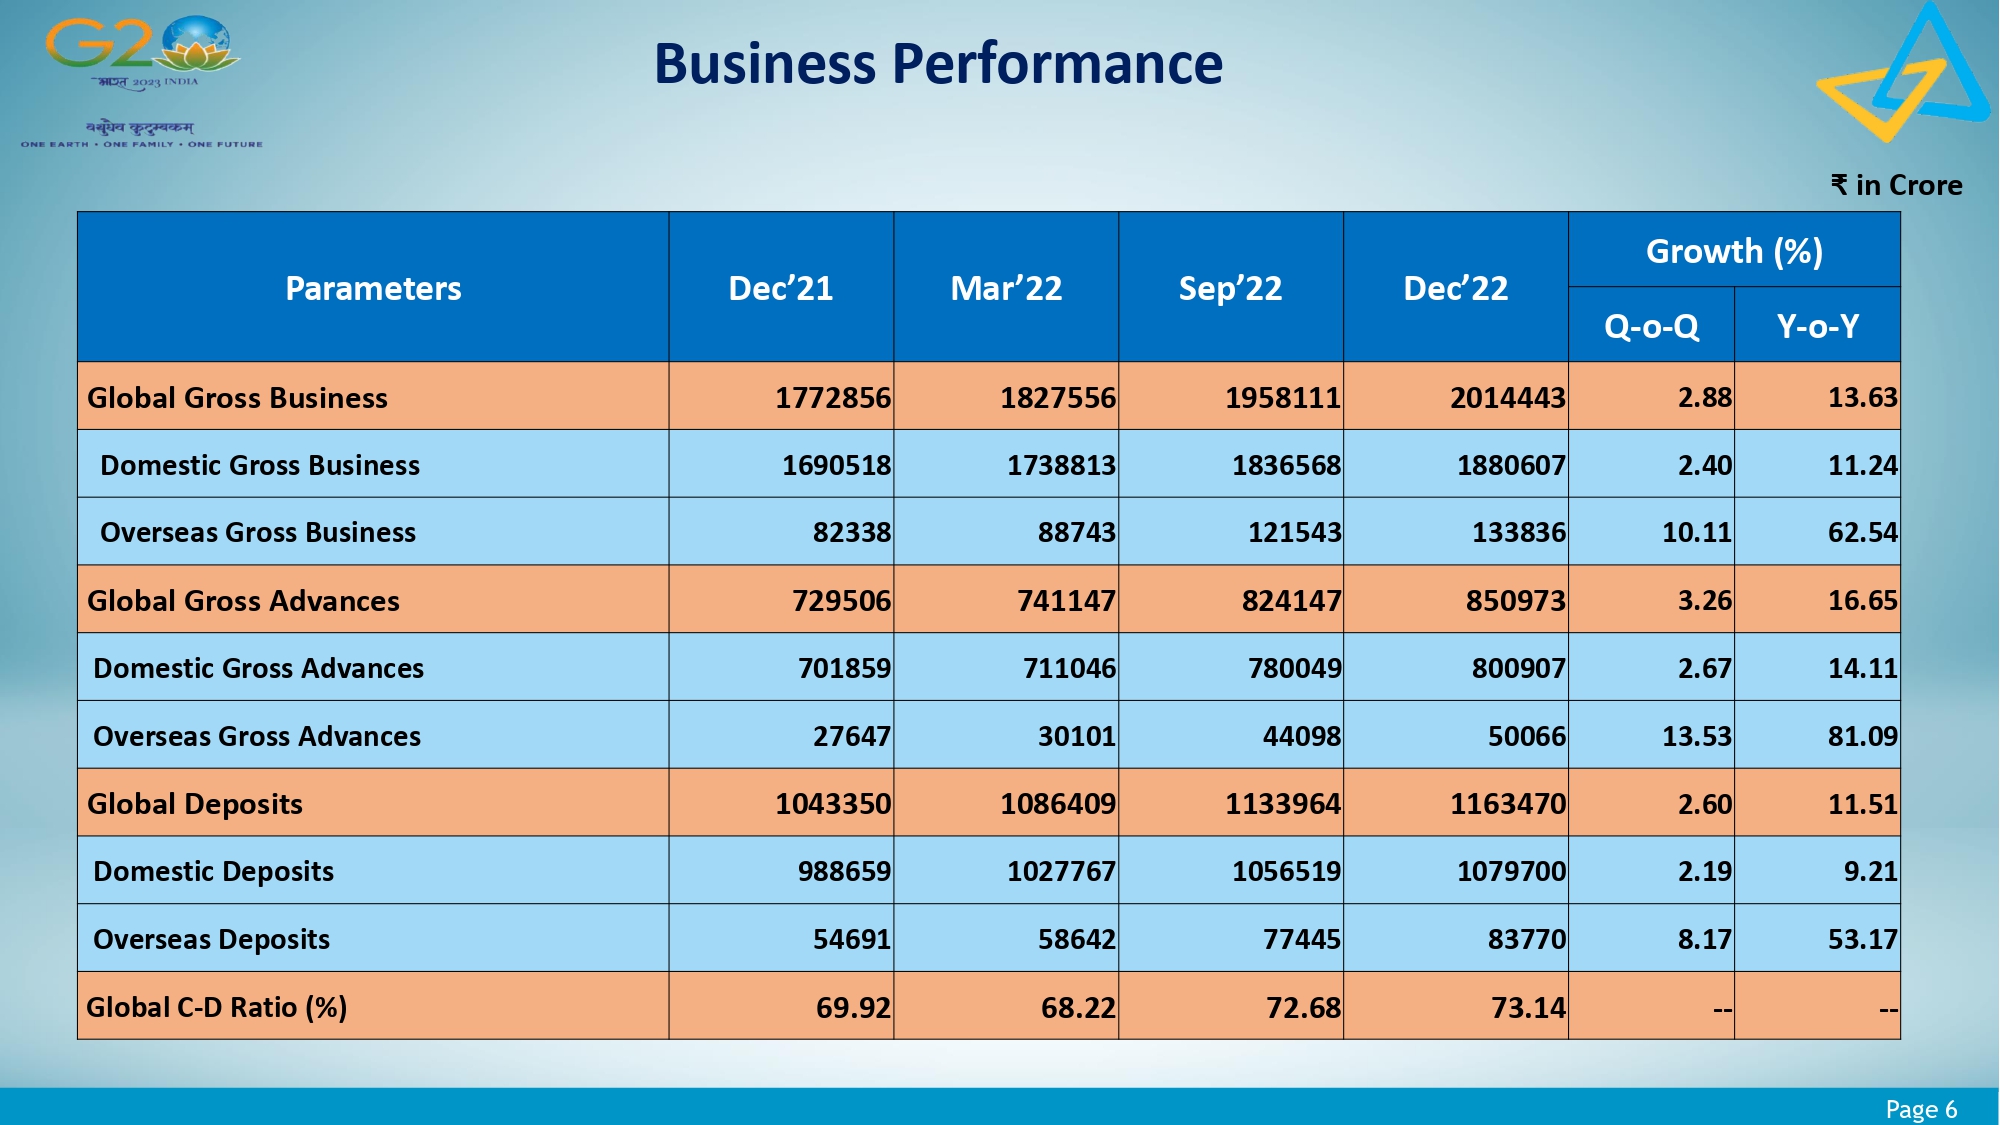 G20
भारत 2023 INDIA
वसुधैव कुटुम्बकम्
ONE EARTH • ONE FAMILY • ONE FUTURE
Business Performance
₹ in Crore
Parameters Dec’21 Mar’22 Sep’22 Dec’22 Growth (%)
Q-o-Q Y-o-Y
Global Gross Business 1772856 1827556 1958111 2014443 2.88 13.63
Domestic Gross Business 1690518 1738813 1836568 1880607 2.40 11.24
Overseas Gross Business 82338 88743 121543 133836 10.11 62.54
Global Gross Advances 729506 741147 824147 850973 3.26 16.65
Domestic Gross Advances 701859 711046 780049 800907 2.67 14.11
Overseas Gross Advances 27647 30101 44098 50066 13.53 81.09
Global Deposits 1043350 1086409 1133964 1163470 2.60 11.51
Domestic Deposits 988659 1027767 1056519 1079700 2.19 9.21
Overseas Deposits 54691 58642 77445 83770 8.17 53.17
Global C-D Ratio (%) 69.92 68.22 72.68 73.14 -- --
Page 6